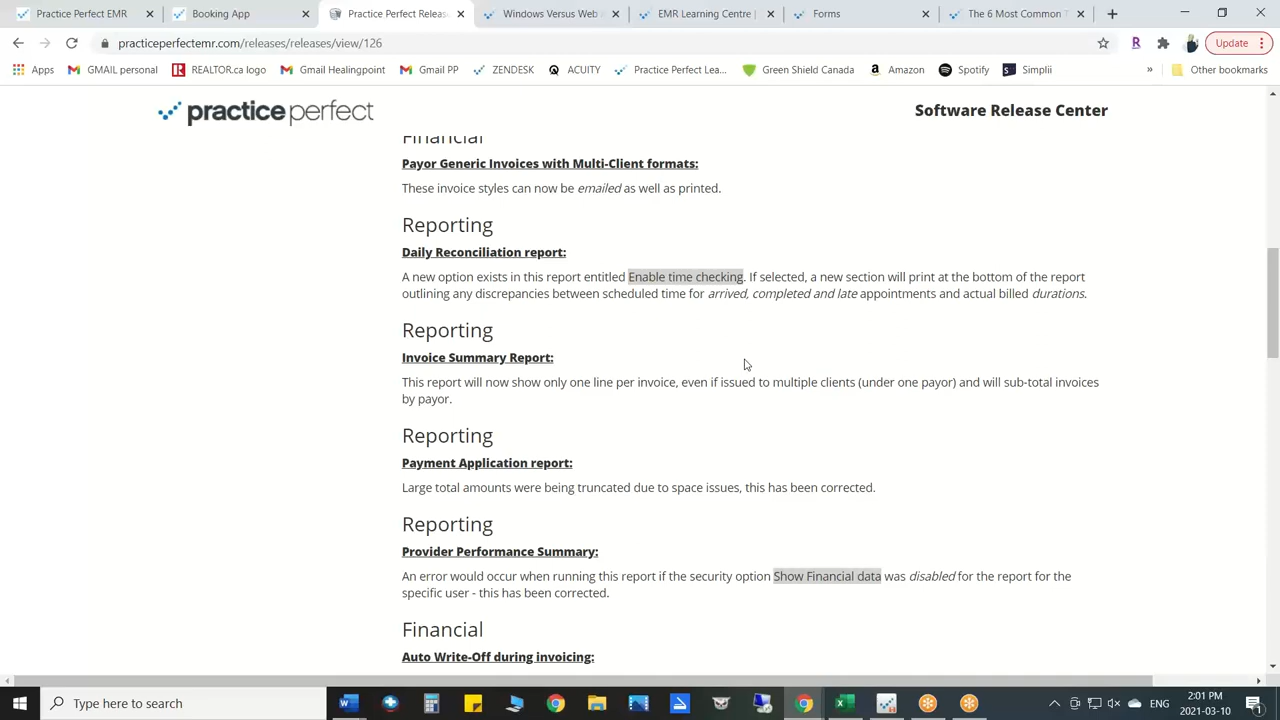 Practice Perfect EMR
Booking App
Practice Perfect Releas
Windows Versus Web
EMR Learning Centre |
Forms
The 6 Most Common T
practiceperfectemr.com/releases/releases/view/126
R
Update
Apps
GMAIL personal
REALTOR.ca logo
Gmail Healingpoint
Gmail PP
ZENDESK
ACUITY
Practice Perfect Lea...
Green Shield Canada
Amazon
Spotify
Simplii
»
Other bookmarks
practice perfect
Software Release Center
Financial
Payor Generic Invoices with Multi-Client formats:
These invoice styles can now be emailed as well as printed.
Reporting
Daily Reconciliation report:
A new option exists in this report entitled Enable time checking. If selected, a new section will print at the bottom of the report
outlining any discrepancies between scheduled time for arrived, completed and late appointments and actual billed durations.
Reporting
Invoice Summary Report:
This report will now show only one line per invoice, even if issued to multiple clients (under one payor) and will sub-total invoices
by payor.
Reporting
Payment Application report:
Large total amounts were being truncated due to space issues, this has been corrected.
Reporting
Provider Performance Summary:
An error would occur when running this report if the security option Show Financial data was disabled for the report for the
specific user - this has been corrected.
Financial
Auto Write-Off during invoicing:
Type here to search
ENG
2:01 PM
2021-03-10